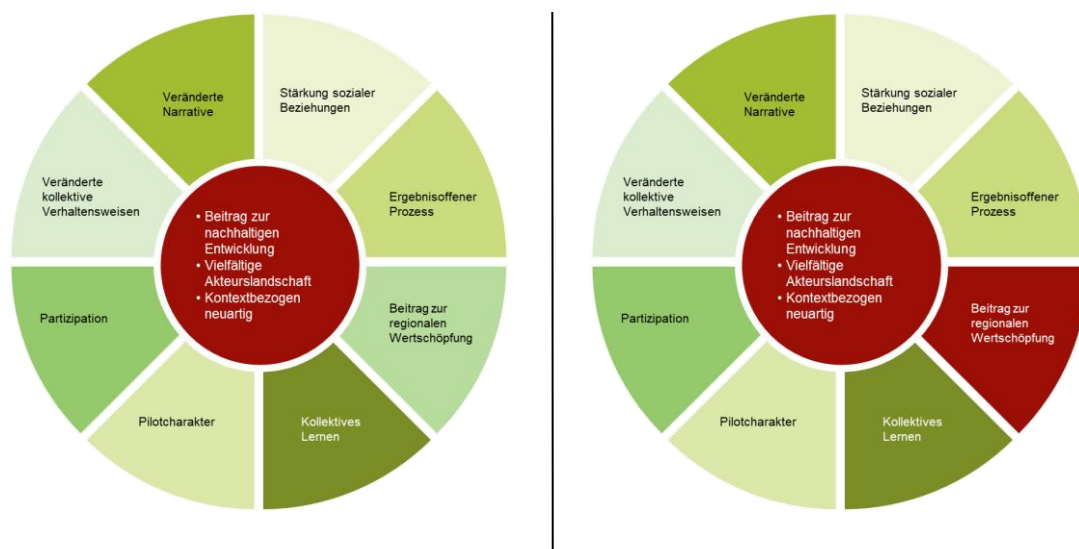 Veränderte
Narrative
Stärkung sozialer
Beziehungen
Ergebnisoffener
Prozess
Beitrag zur
regionalen
Wertschöpfung
Kollektives
Lernen
Pilotcharakter
Partizipation
Veränderte
kollektive
Verhaltensweisen
• Beitrag zur
nachhaltigen
Entwicklung
• Vielfältige
Akteurslandschaft
• Kontextbezogen
neuartig
Veränderte
Narrative
Stärkung sozialer
Beziehungen
Ergebnisoffener
Prozess
Beitrag zur
regionalen
Wertschöpfung
Kollektives
Lernen
Pilotcharakter
Partizipation
Veränderte
kollektive
Verhaltensweisen
• Beitrag zur
nachhaltigen
Entwicklung
• Vielfältige
Akteurslandschaft
• Kontextbezogen
neuartig